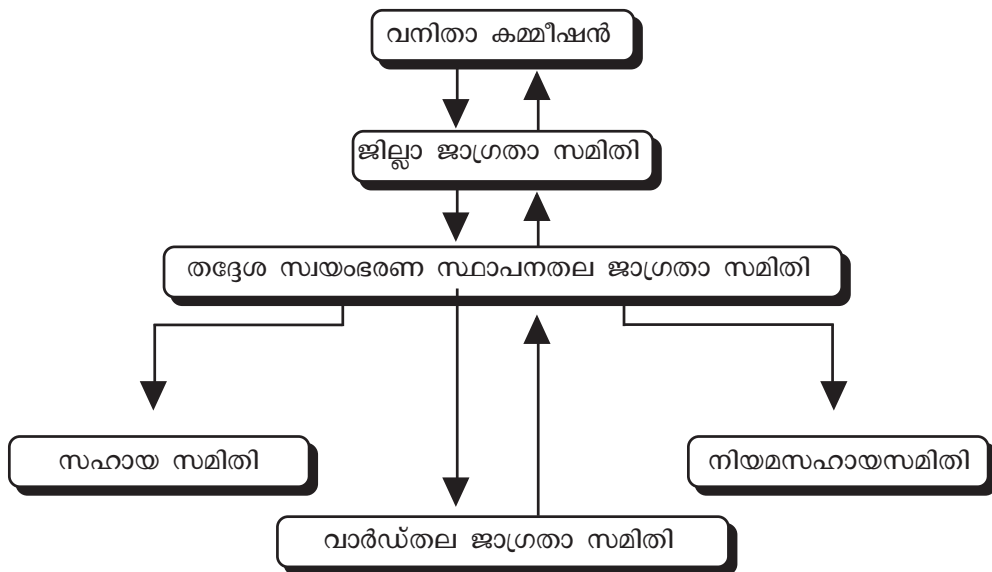 വനിതാ കമ്മീഷൻ
ജില്ലാ ജാഗ്രതാ സമിതി
തദ്ദേശ സ്വയംഭരണ സ്ഥാപനതല ജാഗ്രതാ സമിതി
സഹായ സമിതി
നിയമസഹായസമിതി
വാർഡ്തല ജാഗ്രതാ സമിതി